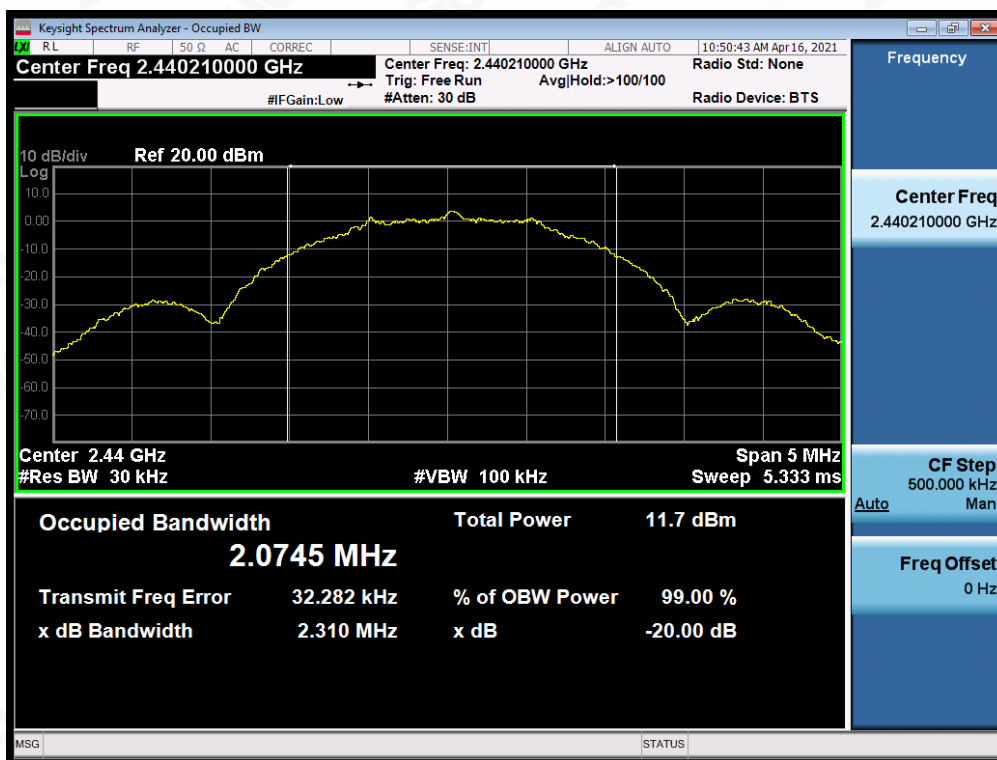 Keysight Spectrum Analyzer - Occupied BW
LXI RL RF 50 Ω AC CORREC SENSE:INT ALIGN AUTO 10:50:43 AM Apr 16, 2021
Center Freq 2.440210000 GHz
Center Freq: 2.440210000 GHz
Radio Std: None
Trig: Free Run
Avg|Hold:>100/100
#IFGain:Low
#Atten: 30 dB
Radio Device: BTS
10 dB/div
Ref 20.00 dBm
Log
10.0
0.00
-10.0
-20.0
-30.0
-40.0
-50.0
-60.0
-70.0
Center 2.44 GHz
Span 5 MHz
#Res BW 30 kHz
#VBW 100 kHz
Sweep 5.333 ms
Occupied Bandwidth
Total Power 11.7 dBm
2.0745 MHz
Transmit Freq Error 32.282 kHz
% of OBW Power 99.00 %
x dB Bandwidth 2.310 MHz
x dB -20.00 dB
MSG
STATUS
Frequency
Center Freq
2.440210000 GHz
CF Step
500.000 kHz
Auto Man
Freq Offset
0 Hz